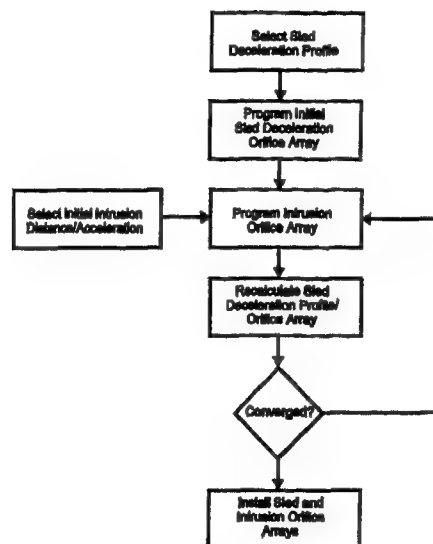 Select Sled
Deceleration Profile
Program Initial
Sled Deceleration
Orifice Array
Select Initial Intrusion
Distance/Acceleration
Program Intrusion
Orifice Array
Recalculate Sled
Deceleration Profile/
Orifice Array
Converged?
Install Sled and
Intrusion Orifice
Arrays